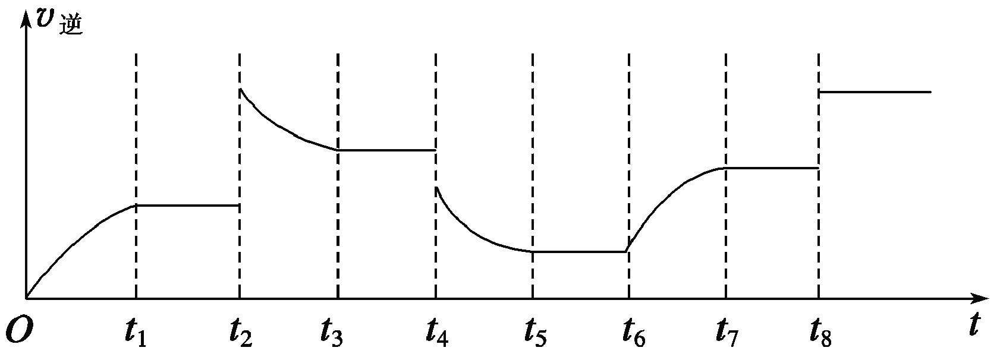 v逆
O t₁ t₂ t₃ t₄ t₅ t₆ t₇ t₈ t